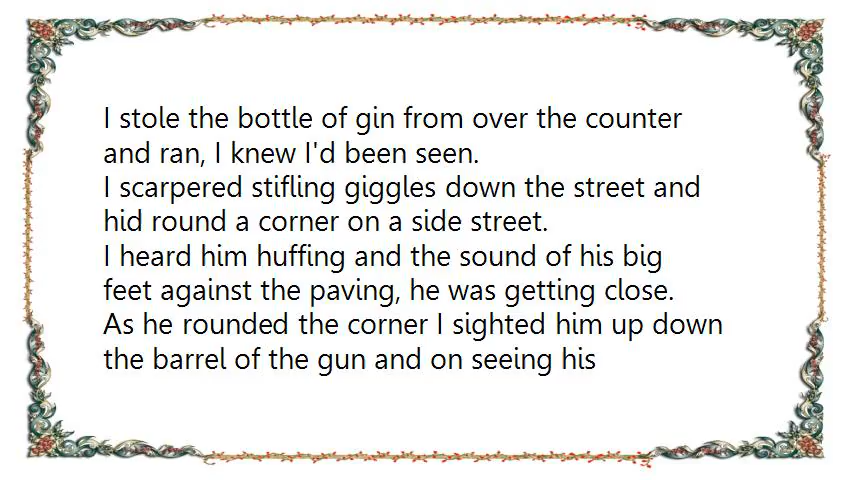 I stole the bottle of gin from over the counter
and ran, I knew I'd been seen.
I scarpered stifling giggles down the street and
hid round a corner on a side street.
I heard him huffing and the sound of his big
feet against the paving, he was getting close.
As he rounded the corner I sighted him up down
the barrel of the gun and on seeing his